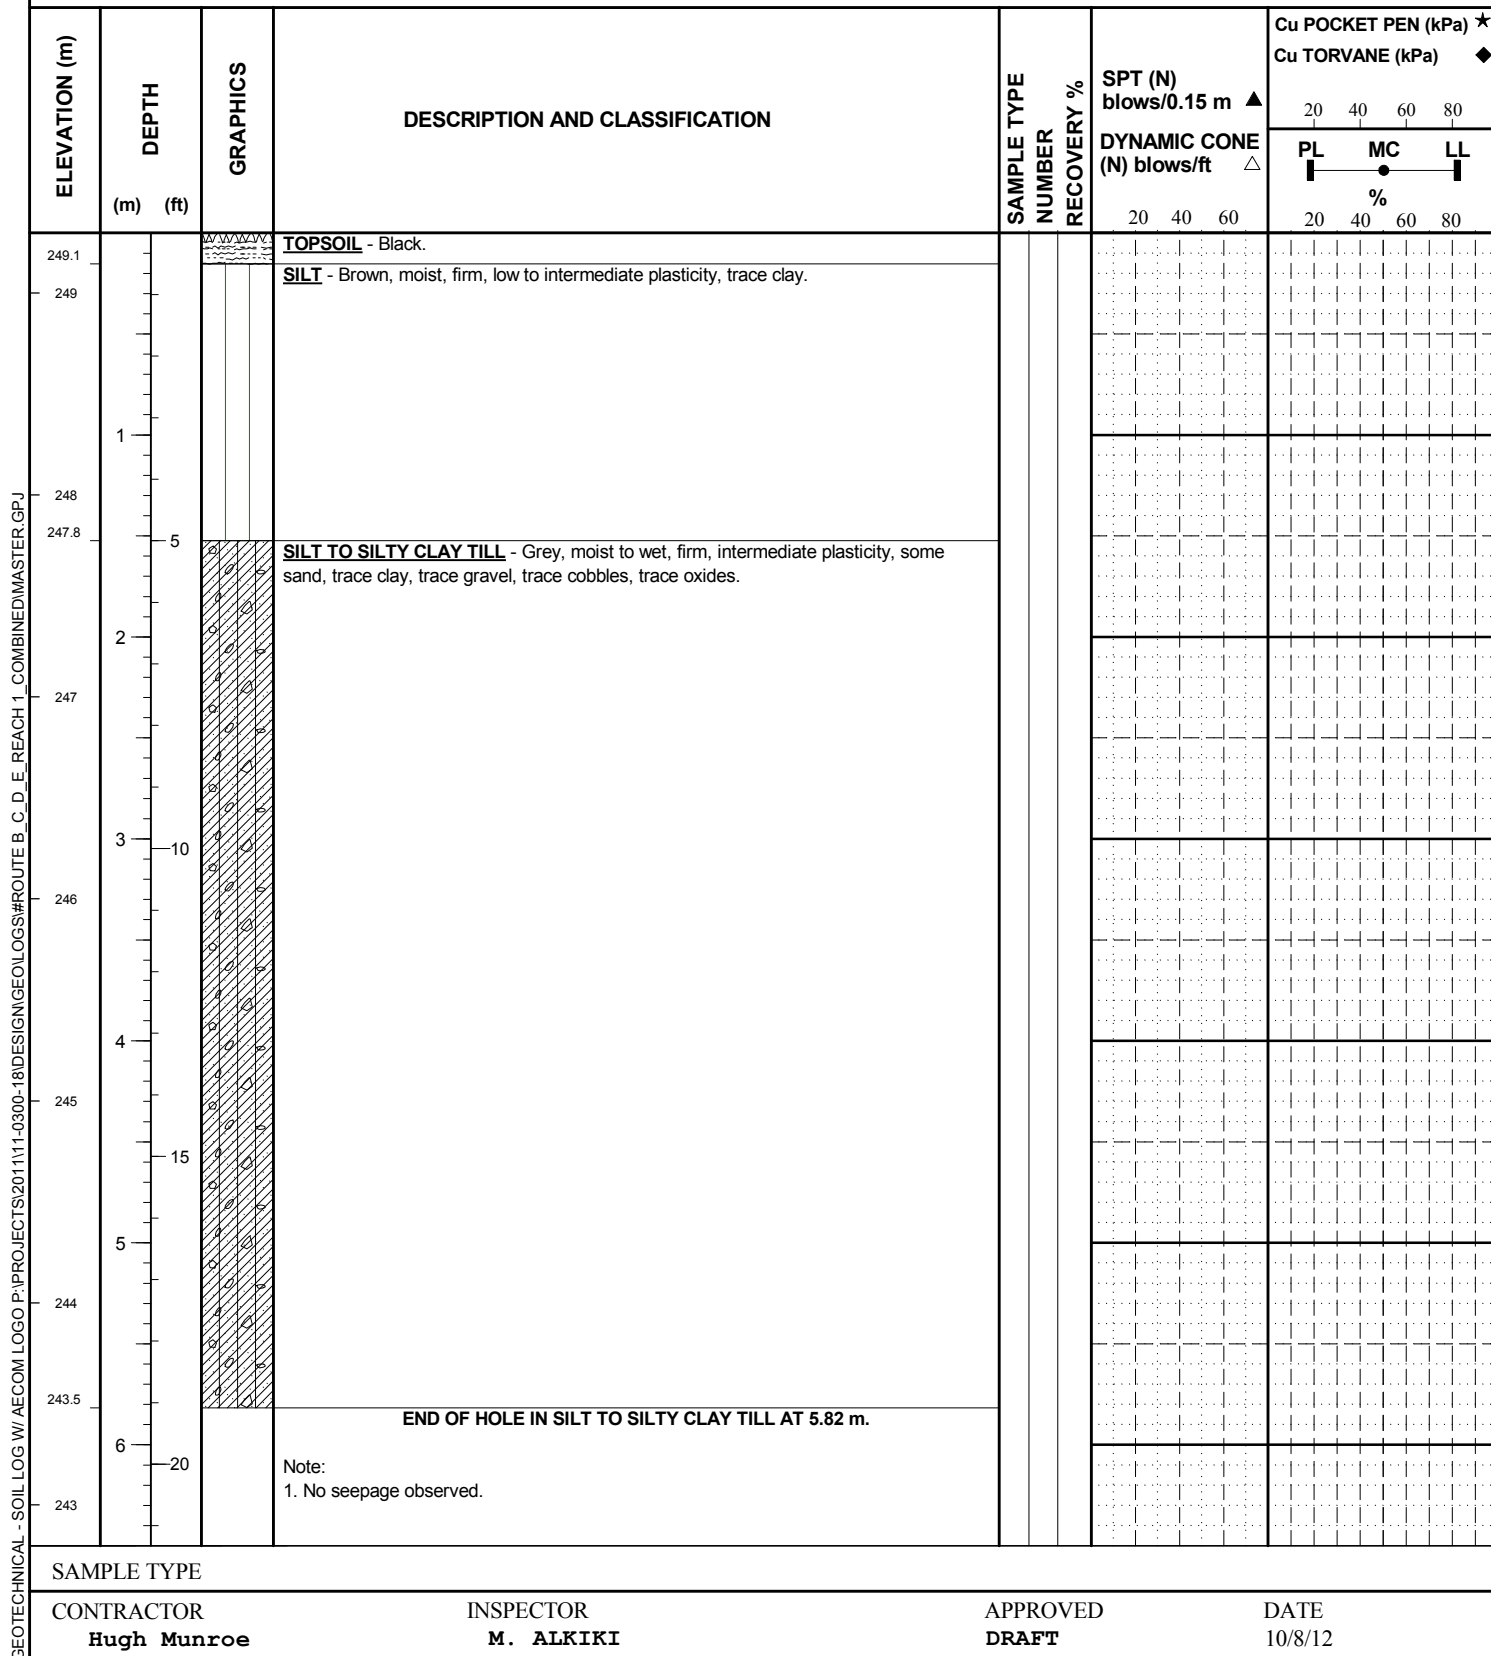 ELEVATION (m)
DEPTH
(m) (ft)
GRAPHICS
DESCRIPTION AND CLASSIFICATION
SAMPLE TYPE
NUMBER
RECOVERY %
SPT (N)
blows/0.15 m ▲
DYNAMIC CONE
(N) blows/ft △
20 40 60
Cu POCKET PEN (kPa) ★
Cu TORVANE (kPa) ◆
20 40 60 80
PL MC LL
%
20 40 60 80
TOPSOIL - Black.
249.1
SILT - Brown, moist, firm, low to intermediate plasticity, trace clay.
249
1
248
247.8
5
SILT TO SILTY CLAY TILL - Grey, moist to wet, firm, intermediate plasticity, some
sand, trace clay, trace gravel, trace cobbles, trace oxides.
2
247
3
10
246
4
245
15
5
244
243.5
END OF HOLE IN SILT TO SILTY CLAY TILL AT 5.82 m.
6
20
Note:
1. No seepage observed.
243
GEOTECHNICAL - SOIL LOG W/ AECOM LOGO P:\PROJECTS\2011\11-0300-18\DESIGN\GEO\LOGS\#ROUTE B_C_D_E_REACH 1_COMBINED\MASTER.GPJ
SAMPLE TYPE
CONTRACTOR INSPECTOR APPROVED DATE
Hugh Munroe M. ALKIKI DRAFT 10/8/12